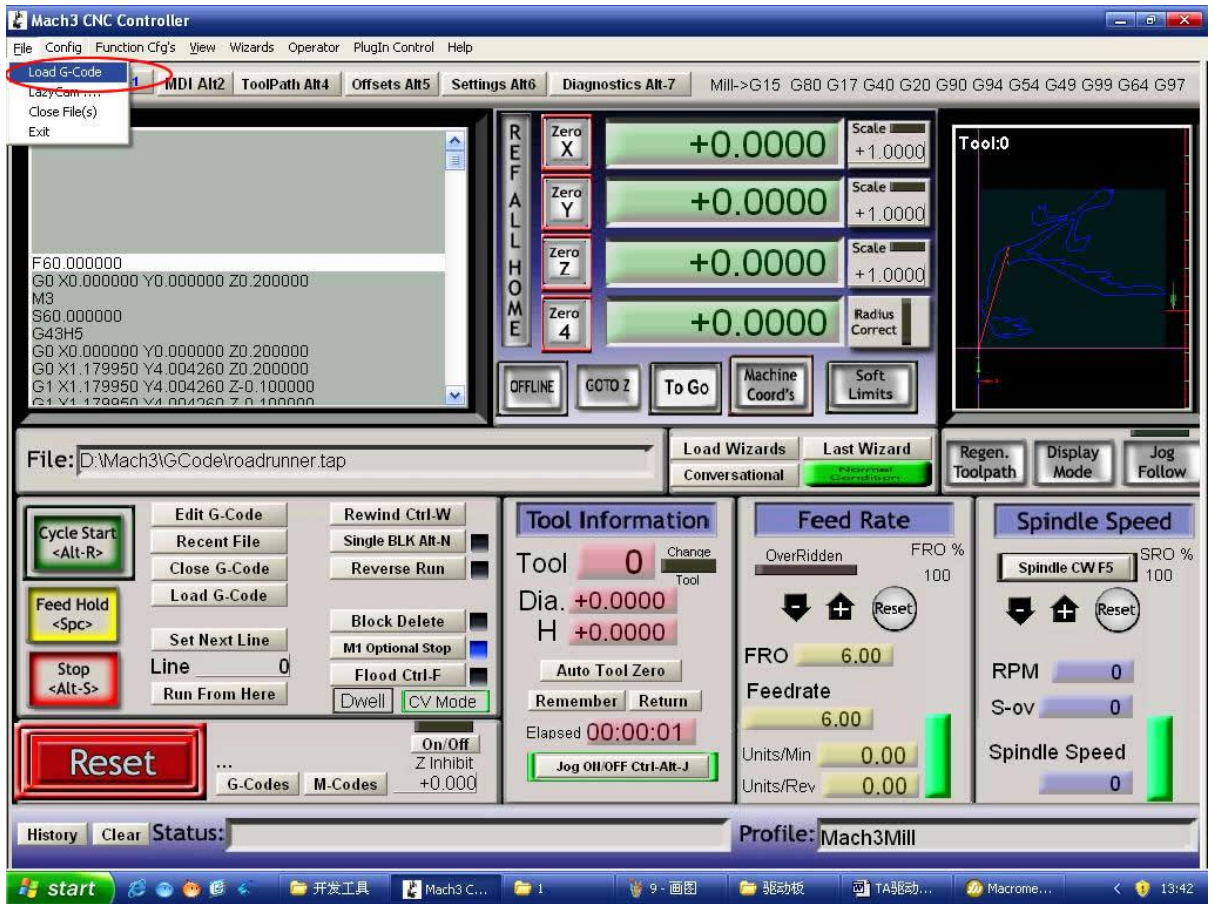 Mach3 CNC Controller
File Config Function Cfg's View Wizards Operator PlugIn Control Help
Load G-Code
LazyCam ....
Close File(s)
Exit
1 MDI Alt2 ToolPath Alt4 Offsets Alt5 Settings Alt6 Diagnostics Alt-7 Mill->G15 G80 G17 G40 G20 G90 G94 G54 G49 G99 G64 G97
F60.000000
G0 X0.000000 Y0.000000 Z0.200000
M3
S60.000000
G43H5
G0 X0.000000 Y0.000000 Z0.200000
G0 X1.179950 Y4.004260 Z0.200000
G1 X1.179950 Y4.004260 Z-0.100000
G1 X1.179950 Y4.004260 Z-0.100000
REF ALL HOME
Zero X +0.0000 Scale +1.0000
Zero Y +0.0000 Scale +1.0000
Zero Z +0.0000 Scale +1.0000
Zero 4 +0.0000 Radius Correct
OFFLINE GOTO Z To Go Machine Coord's Soft Limits
Tool:0
File: D:\Mach3\GCode\roadrunner.tap
Load Wizards Last Wizard
Conversational Normal Condition
Regen. Toolpath Display Mode Jog Follow
Cycle Start <Alt-R>
Feed Hold <Spc>
Stop <Alt-S>
Edit G-Code
Recent File
Close G-Code
Load G-Code
Set Next Line
Line 0
Run From Here
Rewind Ctrl-W
Single BLK Alt-N
Reverse Run
Block Delete
M1 Optional Stop
Flood Ctrl-F
Dwell CV Mode
Reset
...
G-Codes M-Codes
On/Off
Z Inhibit
+0.000
Tool Information
Tool 0 Change Tool
Dia. +0.0000
H +0.0000
Auto Tool Zero
Remember Return
Elapsed 00:00:01
Jog ON/OFF Ctrl-Alt-J
Feed Rate
OverRidden FRO %
100
Reset
FRO 6.00
Feedrate
6.00
Units/Min 0.00
Units/Rev 0.00
Spindle Speed
Spindle CW F5 SRO %
100
Reset
RPM 0
S-ov 0
Spindle Speed
0
History Clear Status: Profile: Mach3Mill
start 开发工具 Mach3 C... 1 9 - 画图 驱动板 TA驱动... Macrome... 13:42